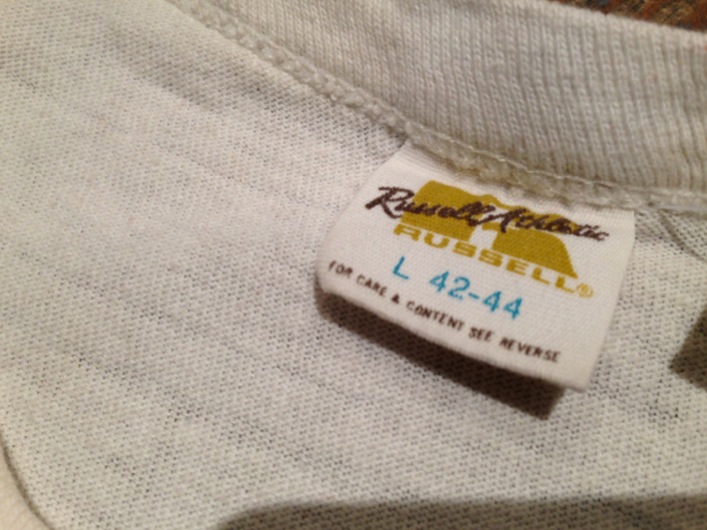 Russell Athletic
RUSSELL®
L 42-44
FOR CARE & CONTENT SEE REVERSE